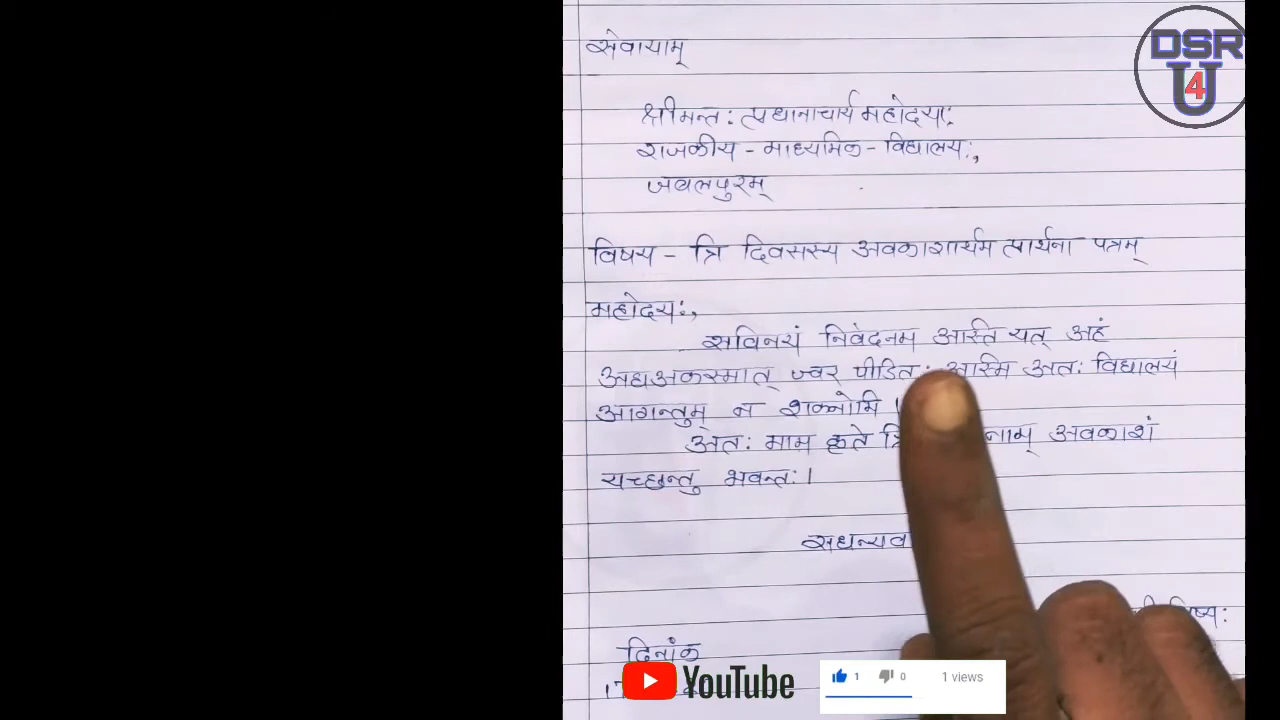 सेवायाम्
श्रीमन्तः प्रधानाचार्य महोदयाः
राजकीय - माध्यमिक - विद्यालयः,
जबलपुरम्
विषय - त्रि दिवसस्य अवकाशार्थम प्रार्थना पत्रम्
महोदयः,
सविनयं निवेदनम अस्ति यत् अहं
अद्यअकस्मात् ज्वर पीडितः अस्मि अतः विद्यालयं
आगन्तुम् न शक्नोमि ।
अतः माम कृते त्रि नाम् अवकाशं
यच्छन्तु भवन्तः।
सधन्यव
दिनांक
DSR
U
4
YouTube
1 0 1 views